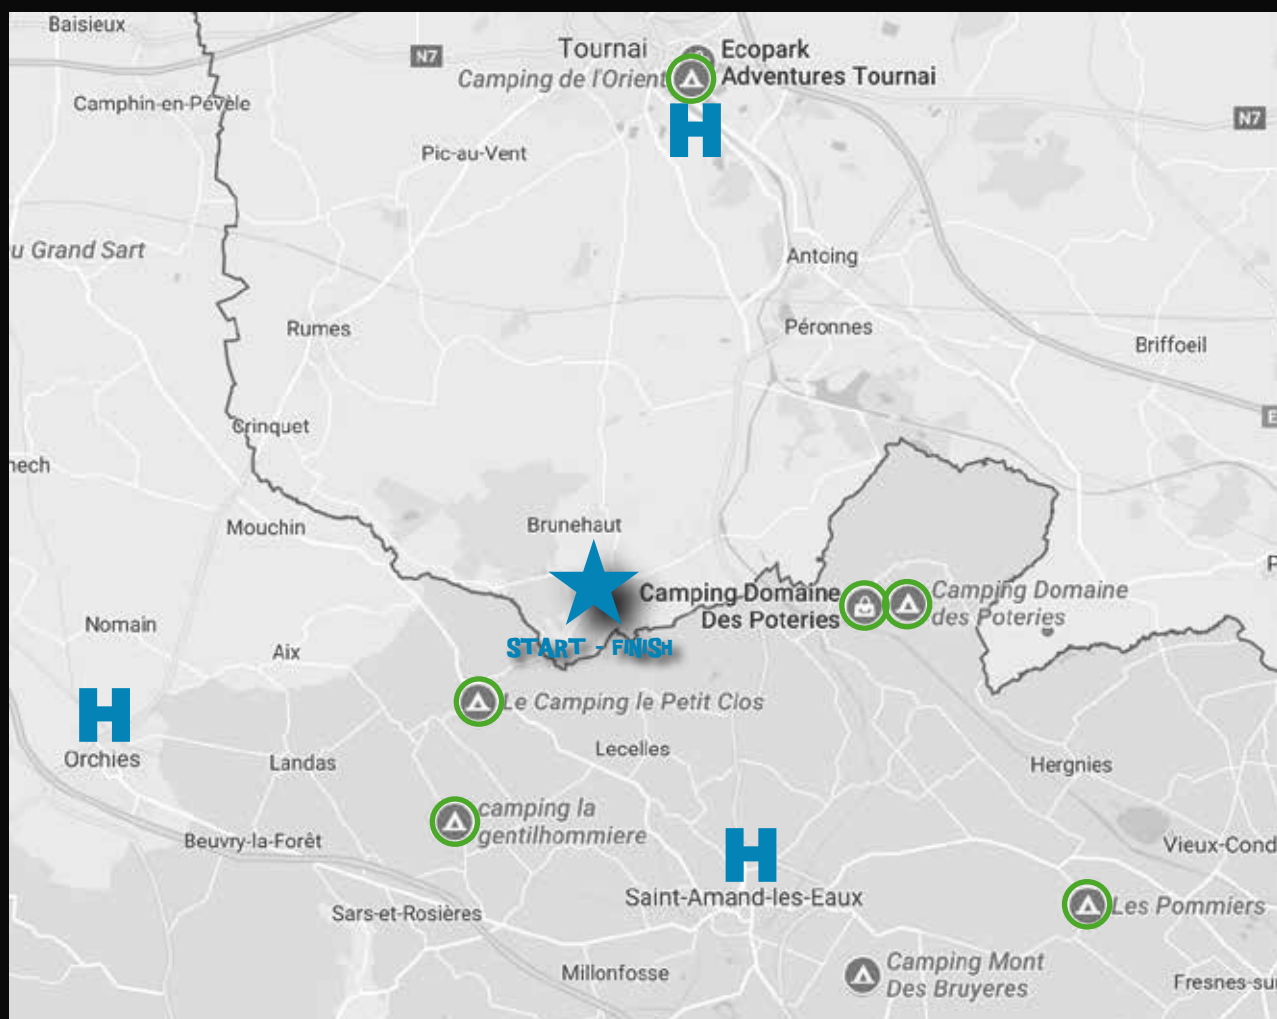 Baisieux
N7
Tournai
Ecopark
Adventures Tournai
Camping de l'Orient
Camphin-en-Pévèle
H
N7
Pic-au-Vent
u Grand Sart
Antoing
Rumes
Péronnes
Briffoeil
E
Crinquet
nech
Mouchin
Brunehaut
P
Camping Domaine
Des Poteries
Camping Domaine
des Poteries
START - FINISH
Nomain
Aix
H
Orchies
Le Camping le Petit Clos
Landas
Lecelles
Hergnies
camping la
gentilhommiere
Beuvry-la-Forêt
H
Vieux-Cond
Saint-Amand-les-Eaux
Sars-et-Rosières
Les Pommiers
Millonfosse
Camping Mont
Des Bruyeres
Fresnes-sur